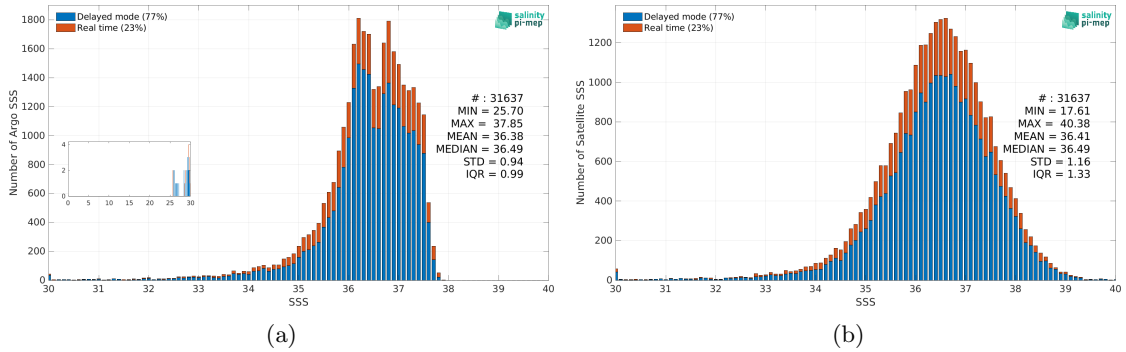 Delayed mode (77%)
Real time (23%)
salinity
pi-mep
1800
1600
1400
1200
1000
800
600
400
200
0
Number of Argo SSS
# : 31637
MIN = 25.70
MAX = 37.85
MEAN = 36.38
MEDIAN = 36.49
STD = 0.94
IQR = 0.99
4
2
0
0 5 10 15 20 25 30
30 31 32 33 34 35 36 37 38 39 40
SSS
(a)
Delayed mode (77%)
Real time (23%)
salinity
pi-mep
1200
1000
800
600
400
200
0
Number of Satellite SSS
# : 31637
MIN = 17.61
MAX = 40.38
MEAN = 36.41
MEDIAN = 36.49
STD = 1.16
IQR = 1.33
30 31 32 33 34 35 36 37 38 39 40
SSS
(b)